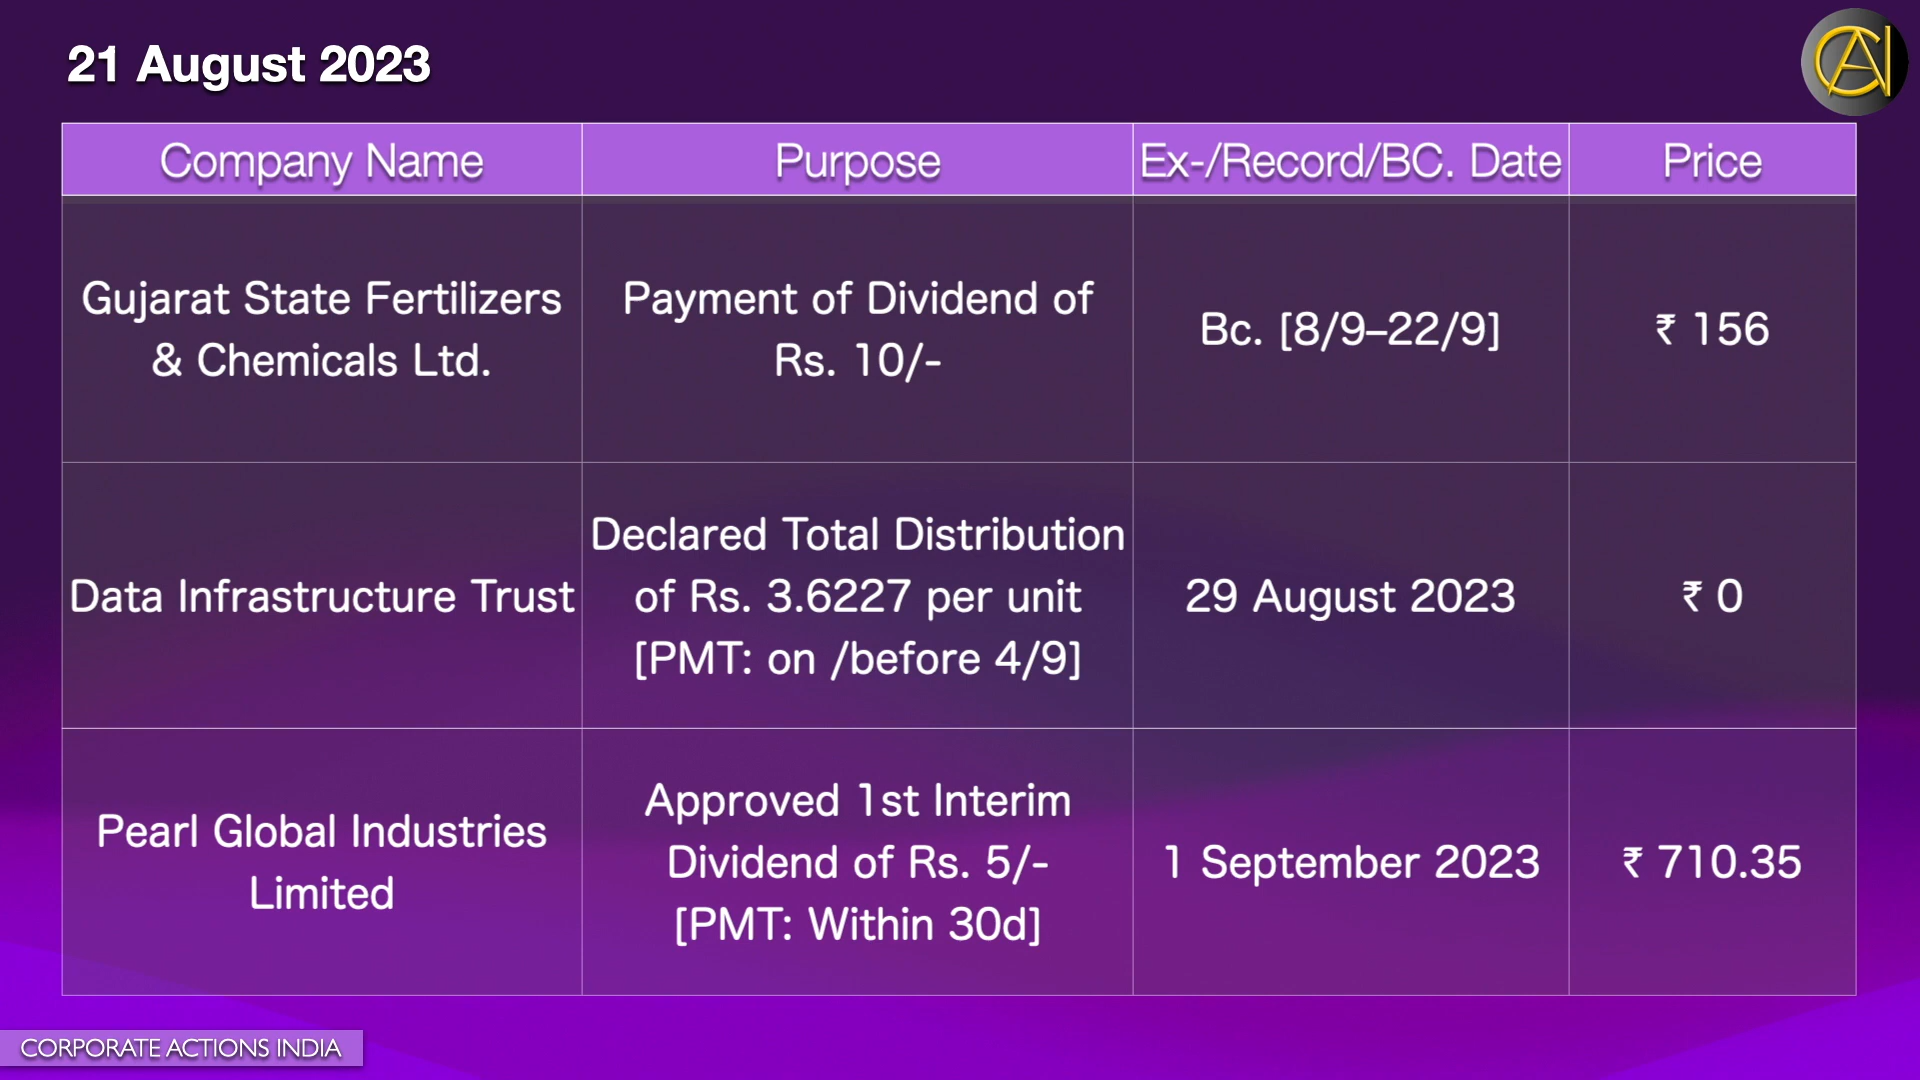 21 August 2023
CAI
Company Name
Purpose
Ex-/Record/BC. Date
Price
Gujarat State Fertilizers
& Chemicals Ltd.
Payment of Dividend of
Rs. 10/-
Bc. [8/9–22/9]
₹ 156
Data Infrastructure Trust
Declared Total Distribution
of Rs. 3.6227 per unit
[PMT: on /before 4/9]
29 August 2023
₹ 0
Pearl Global Industries
Limited
Approved 1st Interim
Dividend of Rs. 5/-
[PMT: Within 30d]
1 September 2023
₹ 710.35
CORPORATE ACTIONS INDIA